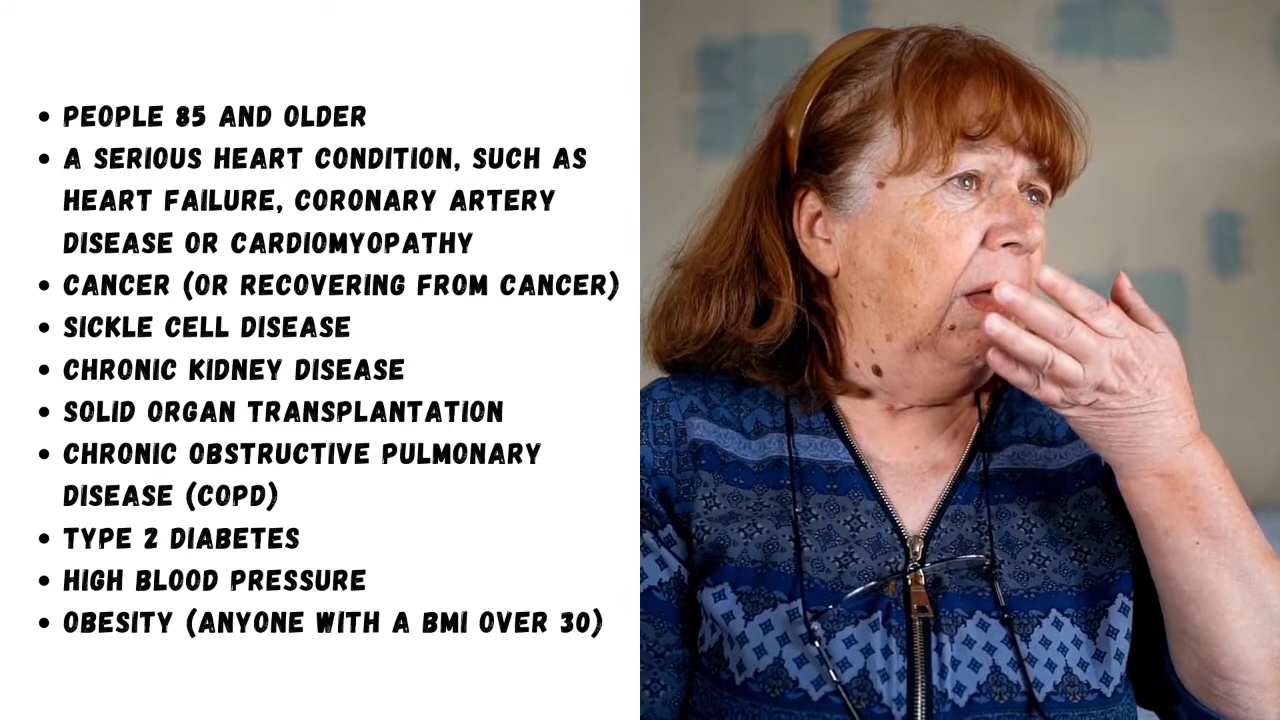 • PEOPLE 85 AND OLDER
• A SERIOUS HEART CONDITION, SUCH AS
HEART FAILURE, CORONARY ARTERY
DISEASE OR CARDIOMYOPATHY
• CANCER (OR RECOVERING FROM CANCER)
• SICKLE CELL DISEASE
• CHRONIC KIDNEY DISEASE
• SOLID ORGAN TRANSPLANTATION
• CHRONIC OBSTRUCTIVE PULMONARY
DISEASE (COPD)
• TYPE 2 DIABETES
• HIGH BLOOD PRESSURE
• OBESITY (ANYONE WITH A BMI OVER 30)